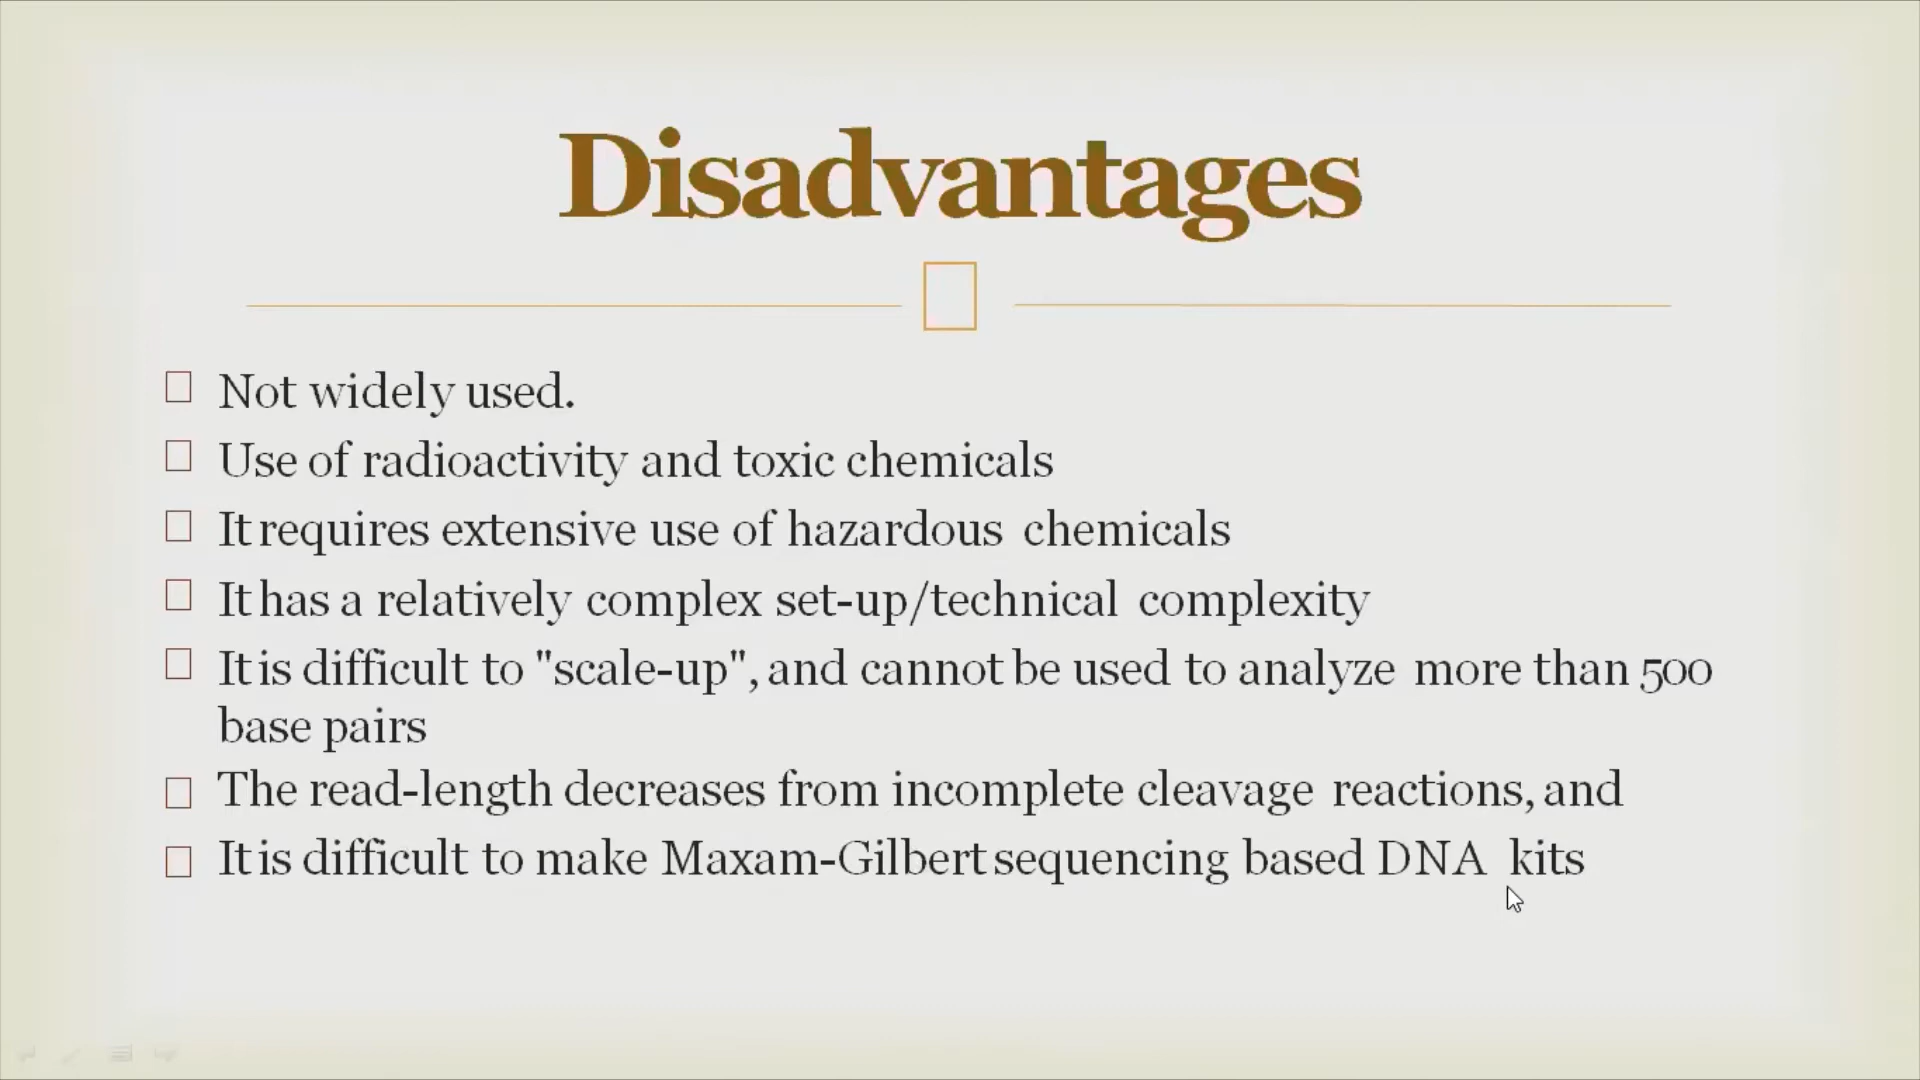 Disadvantages
Not widely used.
Use of radioactivity and toxic chemicals
It requires extensive use of hazardous chemicals
It has a relatively complex set-up/technical complexity
It is difficult to "scale-up", and cannot be used to analyze more than 500
base pairs
The read-length decreases from incomplete cleavage reactions, and
It is difficult to make Maxam-Gilbert sequencing based DNA kits